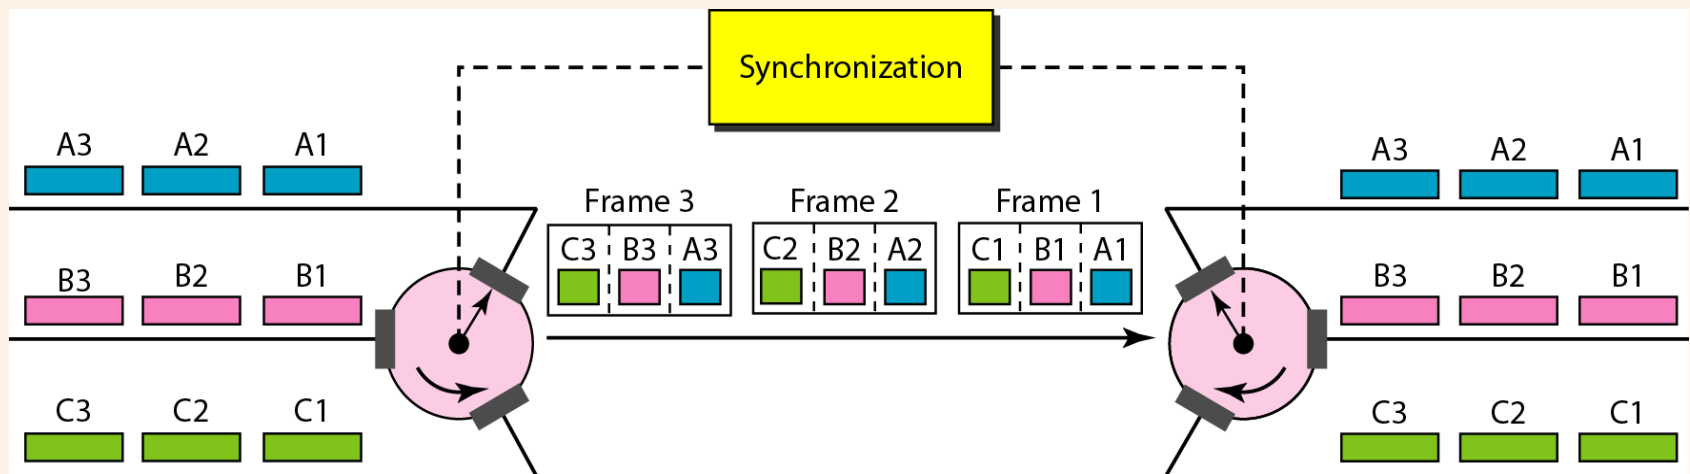 Synchronization
A3 A2 A1
A3 A2 A1
Frame 3 Frame 2 Frame 1
C3 B3 A3 C2 B2 A2 C1 B1 A1
B3 B2 B1
B3 B2 B1
C3 C2 C1
C3 C2 C1